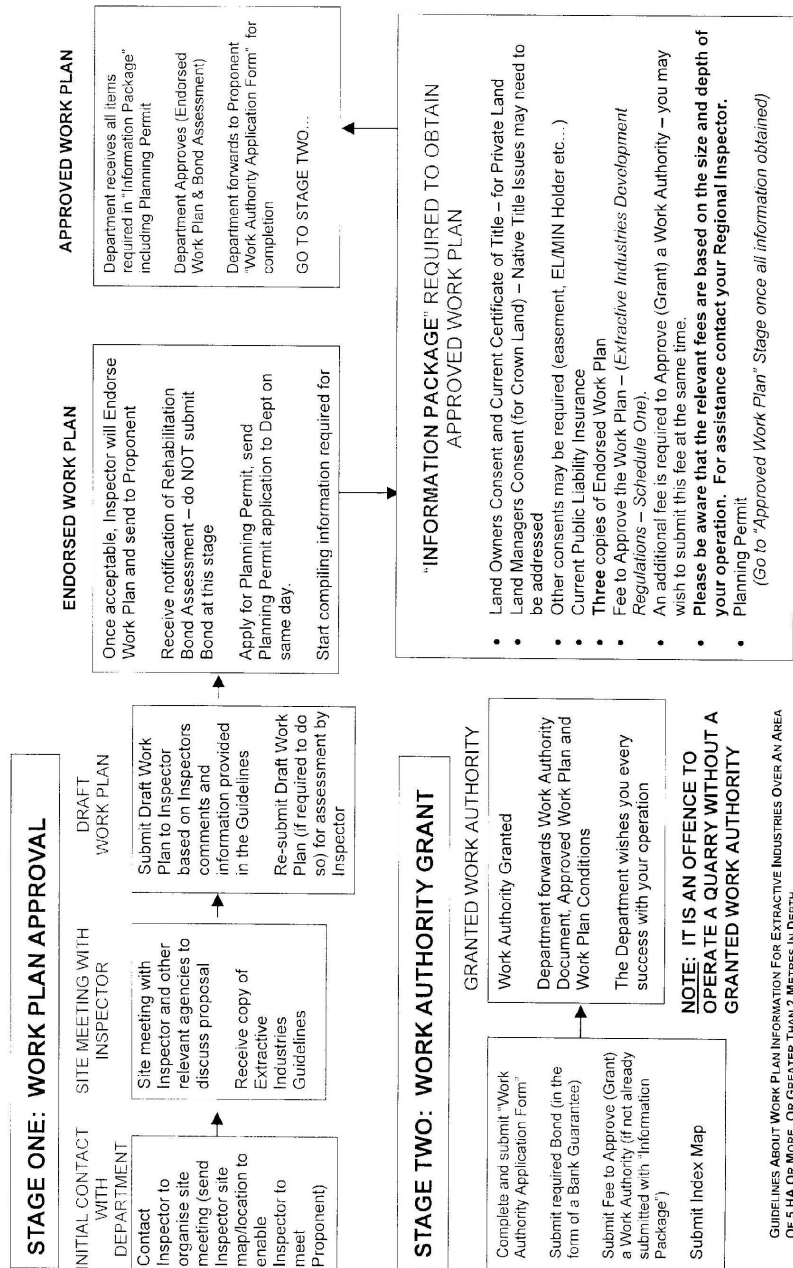 STAGE ONE: WORK PLAN APPROVAL
INITIAL CONTACT
WITH
DEPARTMENT
Contact
Inspector to
organise site
meeting (send
Inspector site
map/location to
enable
Inspector to
meet
Proponent)
SITE MEETING WITH
INSPECTOR
Site meeting with
Inspector and other
relevant agencies to
discuss proposal
Receive copy of
Extractive
Industries
Guidelines
DRAFT
WORK PLAN
Submit Draft Work
Plan to Inspector
based on Inspectors
comments and
information provided
in the Guidelines
Re-submit Draft Work
Plan (if required to do
so) for assessment by
Inspector
ENDORSED WORK PLAN
Once acceptable, Inspector will Endorse
Work Plan and send to Proponent
Receive notification of Rehabilitation
Bond Assessment – do NOT submit
Bond at this stage
Apply for Planning Permit, send
Planning Permit application to Dept on
same day.
Start compiling information required for
APPROVED WORK PLAN
Department receives all items
required in "Information Package"
including Planning Permit
Department Approves (Endorsed
Work Plan & Bond Assessment)
Department forwards to Proponent
"Work Authority Application Form" for
completion
GO TO STAGE TWO...
"INFORMATION PACKAGE" REQUIRED TO OBTAIN
APPROVED WORK PLAN
• Land Owners Consent and Current Certificate of Title – for Private Land
• Land Managers Consent (for Crown Land) – Native Title Issues may need to
be addressed
• Other consents may be required (easement, EL/MIN Holder etc...)
• Current Public Liability Insurance
• Three copies of Endorsed Work Plan
• Fee to Approve the Work Plan – (Extractive Industries Development
Regulations – Schedule One).
• An additional fee is required to Approve (Grant) a Work Authority – you may
wish to submit this fee at the same time.
• Please be aware that the relevant fees are based on the size and depth of
your operation. For assistance contact your Regional Inspector.
• Planning Permit
(Go to "Approved Work Plan" Stage once all information obtained)
STAGE TWO: WORK AUTHORITY GRANT
Complete and submit "Work
Authority Application Form"
Submit required Bond (in the
form of a Bank Guarantee)
Submit Fee to Approve (Grant)
a Work Authority (if not already
submitted with "Information
Package")
Submit Index Map
GRANTED WORK AUTHORITY
Work Authority Granted
Department forwards Work Authority
Document, Approved Work Plan and
Work Plan Conditions
The Department wishes you every
success with your operation
NOTE: IT IS AN OFFENCE TO
OPERATE A QUARRY WITHOUT A
GRANTED WORK AUTHORITY
GUIDELINES ABOUT WORK PLAN INFORMATION FOR EXTRACTIVE INDUSTRIES OVER AN AREA
OF 5 HA OR MORE, OR GREATER THAN 2 METRES IN DEPTH